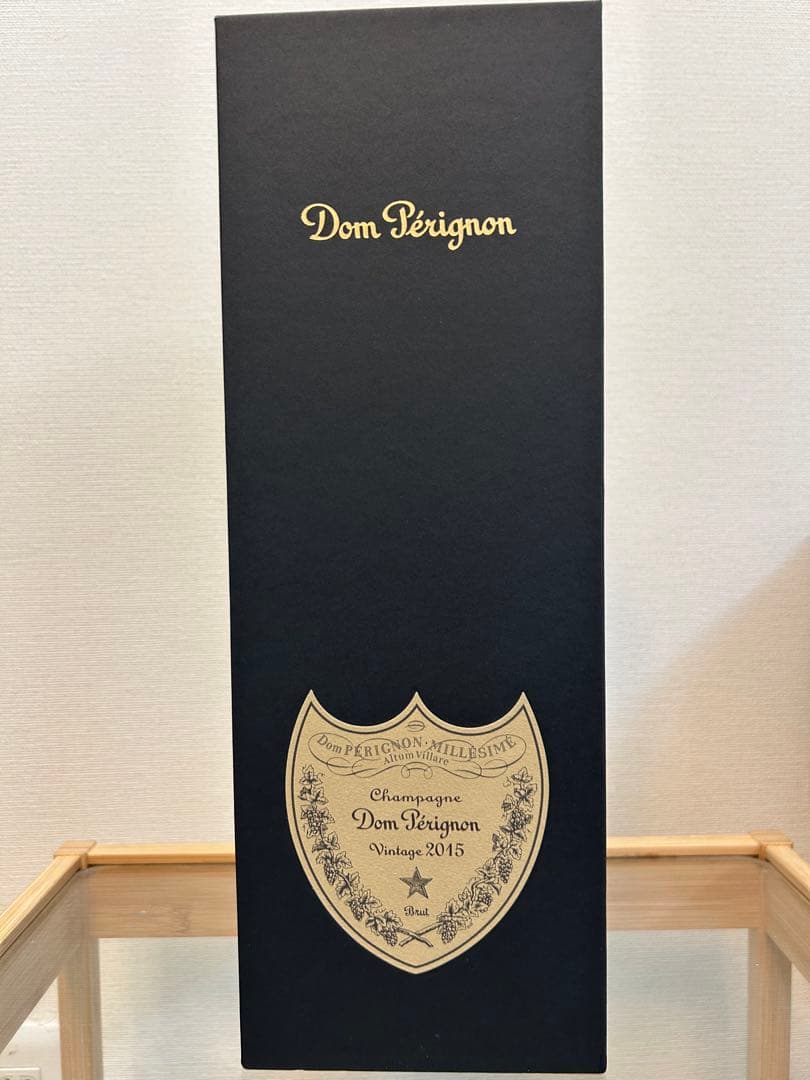 Dom Pérignon
Dom PÉRIGNON·MILLÉSIMÉ
Altum Villare
Champagne
Dom Pérignon
Vintage 2015
Brut